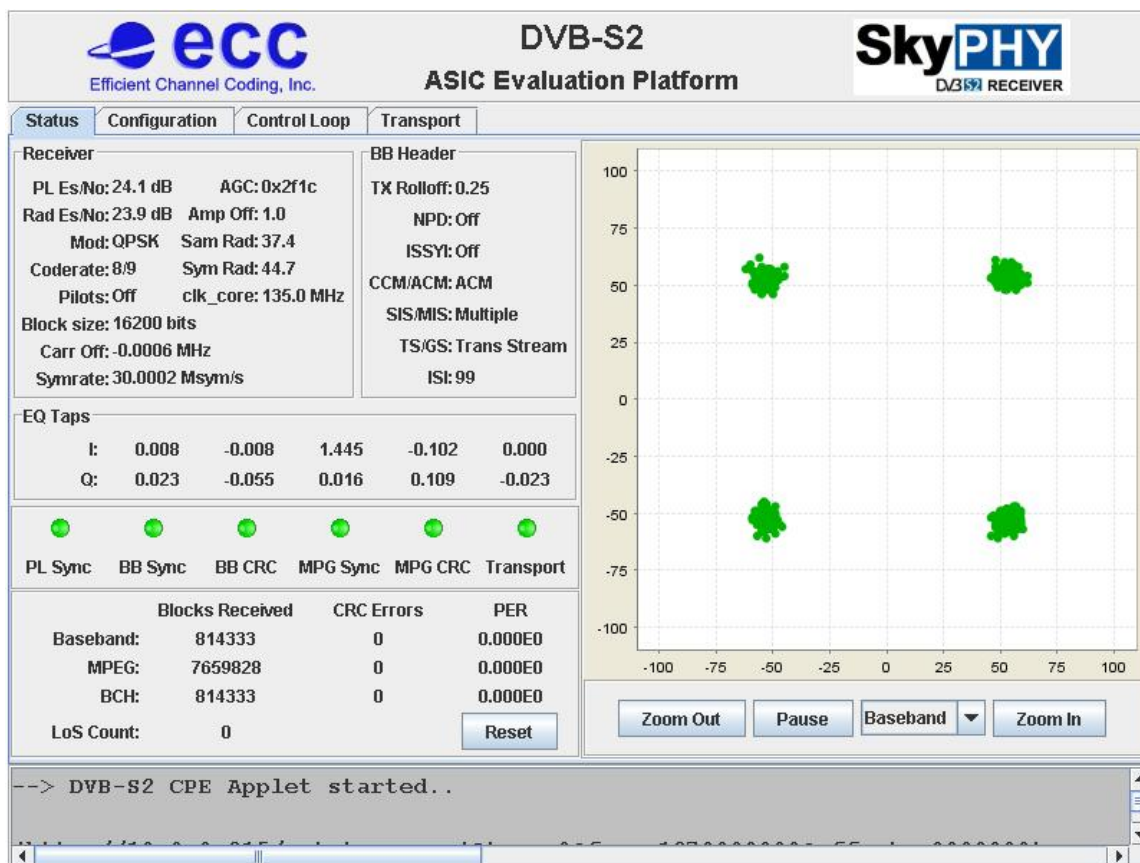 ecc
Efficient Channel Coding, Inc.
DVB-S2
ASIC Evaluation Platform
SkyPHY
DVB S2 RECEIVER
Status Configuration Control Loop Transport
Receiver
PL Es/No: 24.1 dB AGC: 0x2f1c
Rad Es/No: 23.9 dB Amp Off: 1.0
Mod: QPSK Sam Rad: 37.4
Coderate: 8/9 Sym Rad: 44.7
Pilots: Off clk_core: 135.0 MHz
Block size: 16200 bits
Carr Off: -0.0006 MHz
Symrate: 30.0002 Msym/s
BB Header
TX Rolloff: 0.25
NPD: Off
ISSYI: Off
CCM/ACM: ACM
SIS/MIS: Multiple
TS/GS: Trans Stream
ISI: 99
EQ Taps
I: 0.008 -0.008 1.445 -0.102 0.000
Q: 0.023 -0.055 0.016 0.109 -0.023
PL Sync BB Sync BB CRC MPG Sync MPG CRC Transport
Blocks Received CRC Errors PER
Baseband: 814333 0 0.000E0
MPEG: 7659828 0 0.000E0
BCH: 814333 0 0.000E0
LoS Count: 0 Reset
100
75
50
25
0
-25
-50
-75
-100
-100 -75 -50 -25 0 25 50 75 100
Zoom Out Pause Baseband Zoom In
--> DVB-S2 CPE Applet started..